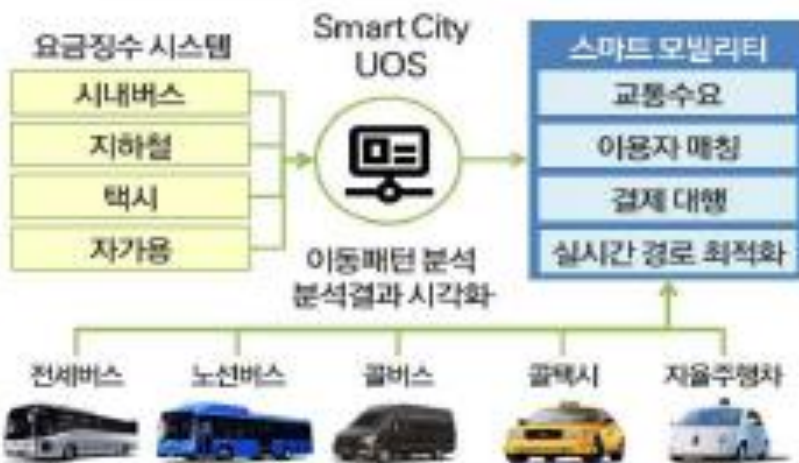 요금징수 시스템
시내버스
지하철
택시
자가용
Smart City
UOS
이동패턴 분석
분석결과 시각화
스마트 모빌리티
교통수요
이용자 매칭
결제 대행
실시간 경로 최적화
전세버스
노선버스
콜버스
콜택시
자율주행차